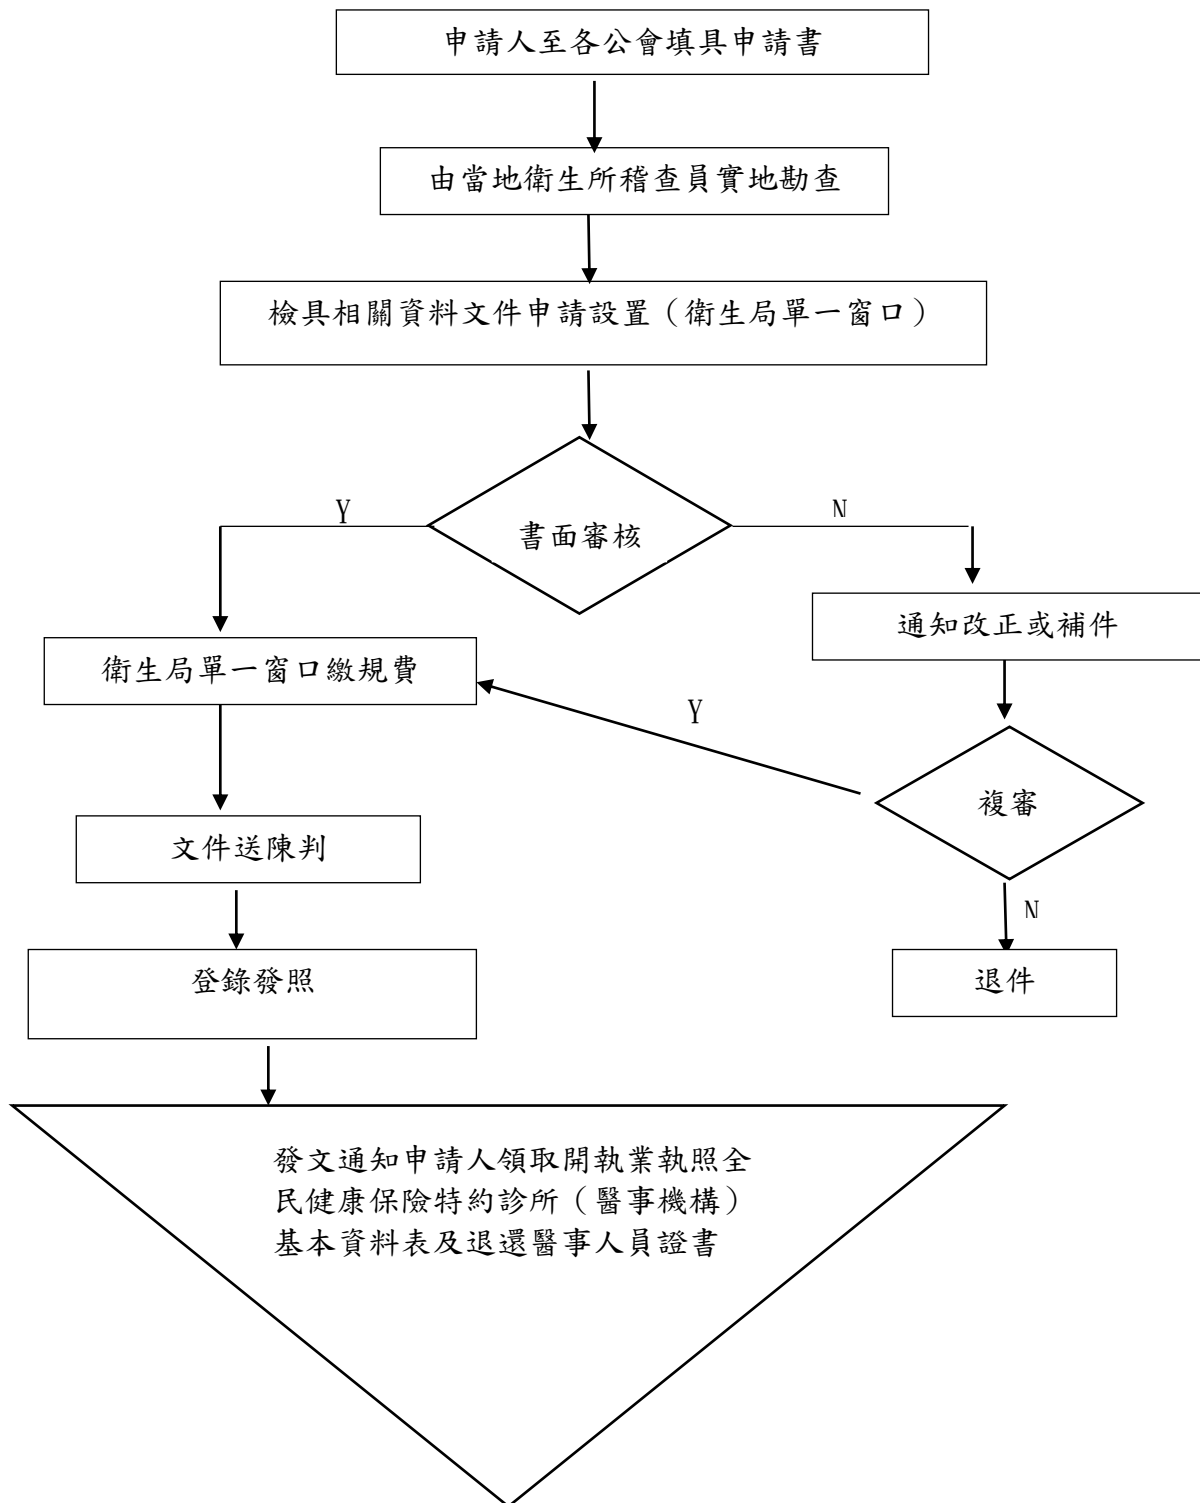 申請人至各公會填具申請書
由當地衛生所稽查員實地勘查
檢具相關資料文件申請設置（衛生局單一窗口）
Y
N
書面審核
通知改正或補件
衛生局單一窗口繳規費
Y
複審
文件送陳判
N
登錄發照
退件
發文通知申請人領取開執業執照全
民健康保險特約診所（醫事機構）
基本資料表及退還醫事人員證書